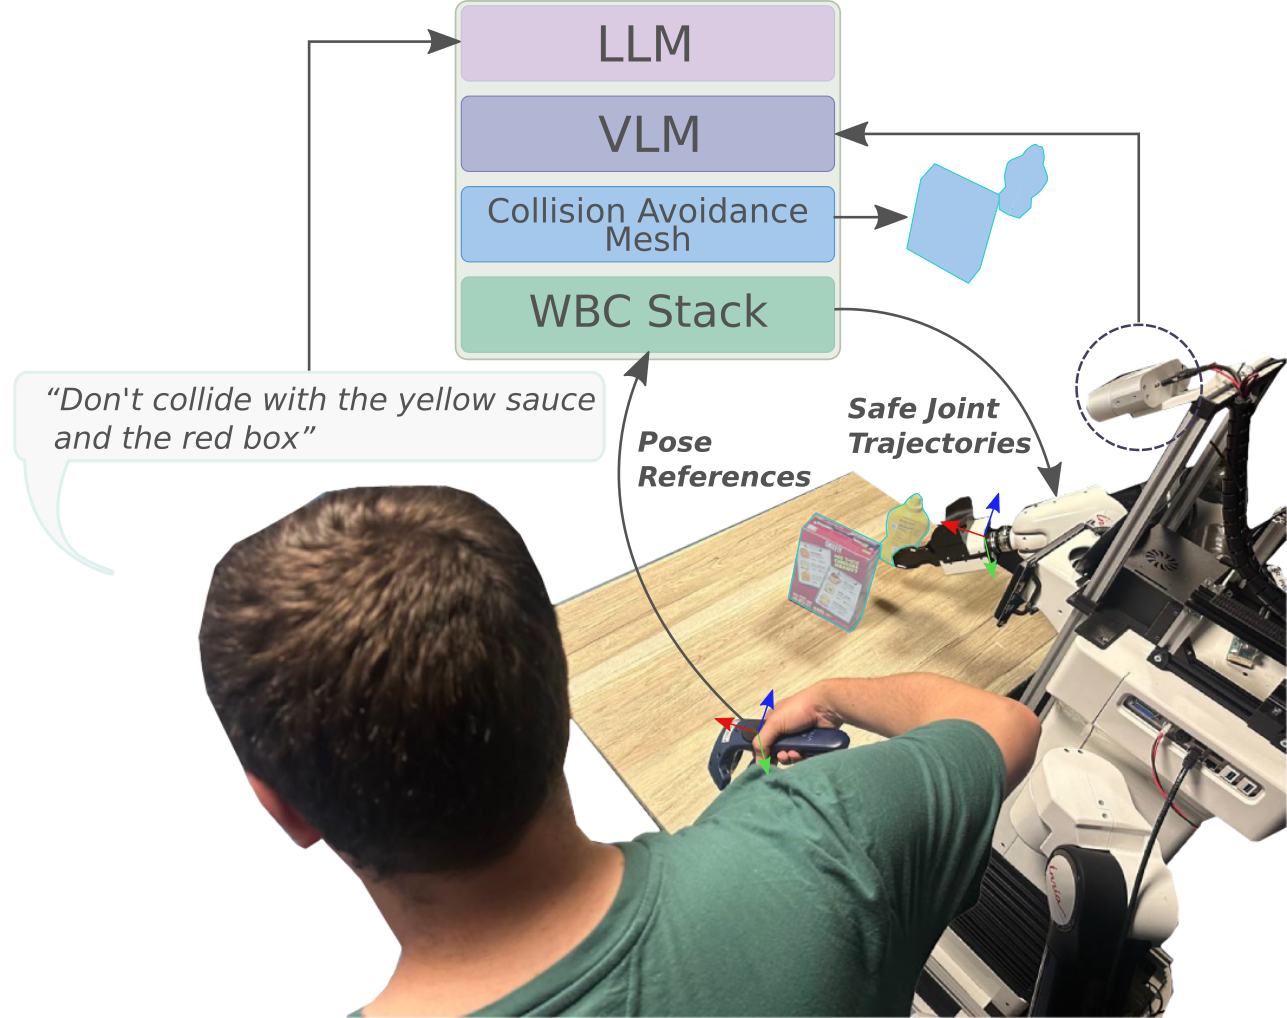 LLM
VLM
Collision Avoidance
Mesh
WBC Stack
“Don't collide with the yellow sauce
and the red box”
Pose
References
Safe Joint
Trajectories